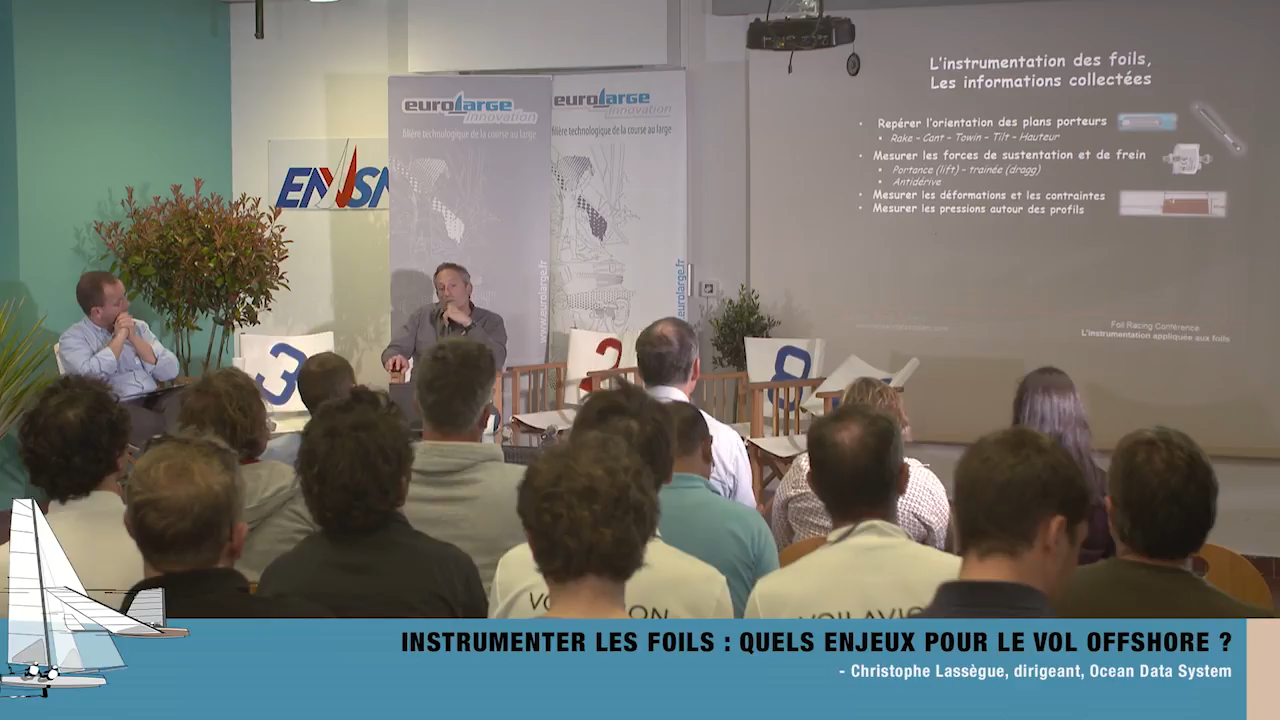 L'instrumentation des foils,
Les informations collectées
• Repérer l'orientation des plans porteurs
• Rake - Cant - Towin - Tilt - Hauteur
• Mesurer les forces de sustentation et de frein
• Portance (lift) - trainée (dragg)
• Antidérive
• Mesurer les déformations et les contraintes
• Mesurer les pressions autour des profils
Foil Racing Conférence
L'instrumentation appliquée aux foils
eurolarge
innovation
filière technologique de la course au large
www.eurolarge.fr
eurolarge
innovation
filière technologique de la course au large
eurolarge.fr
ENVSN
3
2
8
INSTRUMENTER LES FOILS : QUELS ENJEUX POUR LE VOL OFFSHORE ?
- Christophe Lassègue, dirigeant, Ocean Data System